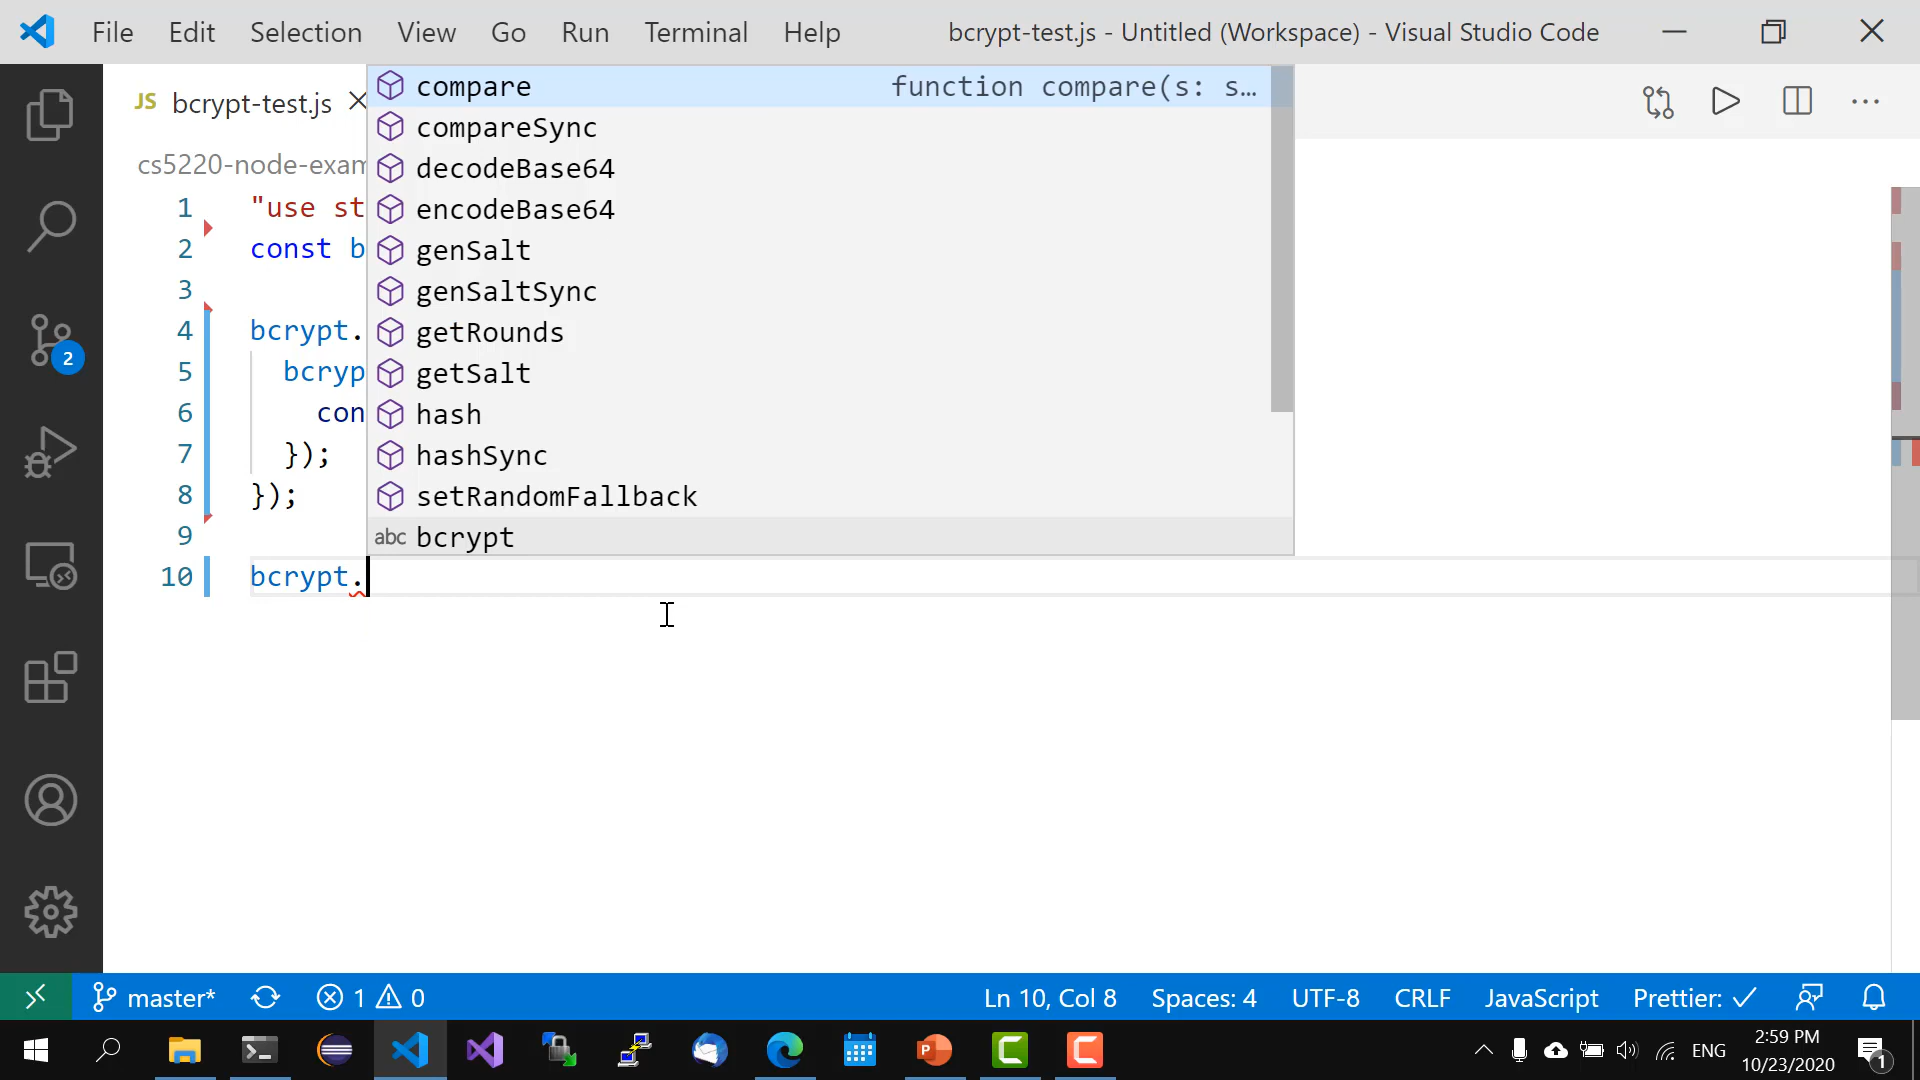 File Edit Selection View Go Run Terminal Help bcrypt-test.js - Untitled (Workspace) - Visual Studio Code
JS bcrypt-test.js
cs5220-node-exam
1 "use st
2 const b
3
4 bcrypt.
5 bcryp
6 con
7 });
8 });
9
10 bcrypt.
compare function compare(s: s…
compareSync
decodeBase64
encodeBase64
genSalt
genSaltSync
getRounds
getSalt
hash
hashSync
setRandomFallback
abc bcrypt
2
master* 1 0 Ln 10, Col 8 Spaces: 4 UTF-8 CRLF JavaScript Prettier: ✓
ENG 2:59 PM
10/23/2020
1